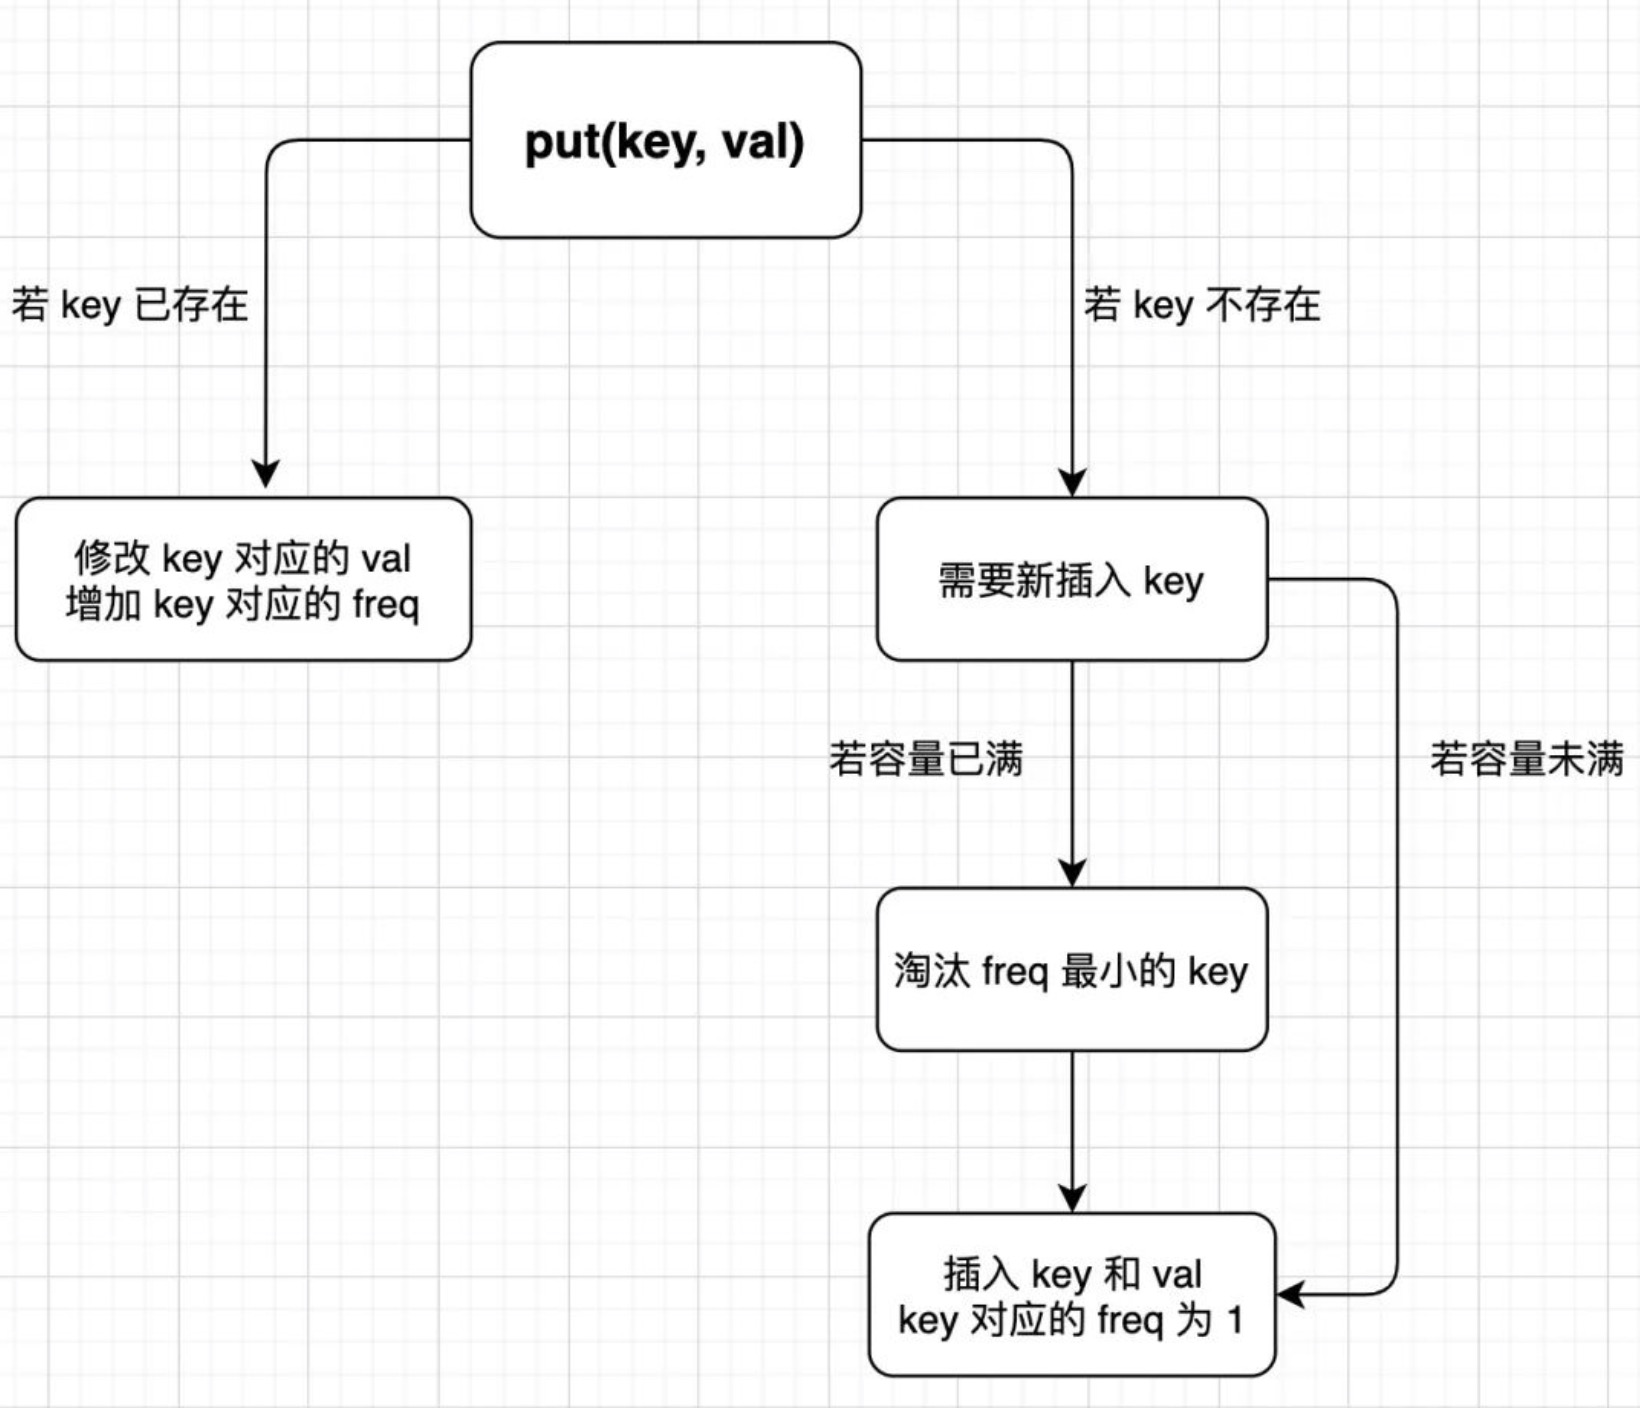 put(key, val)
若 key 已存在
若 key 不存在
修改 key 对应的 val
增加 key 对应的 freq
需要新插入 key
若容量已满
若容量未满
淘汰 freq 最小的 key
插入 key 和 val
key 对应的 freq 为 1